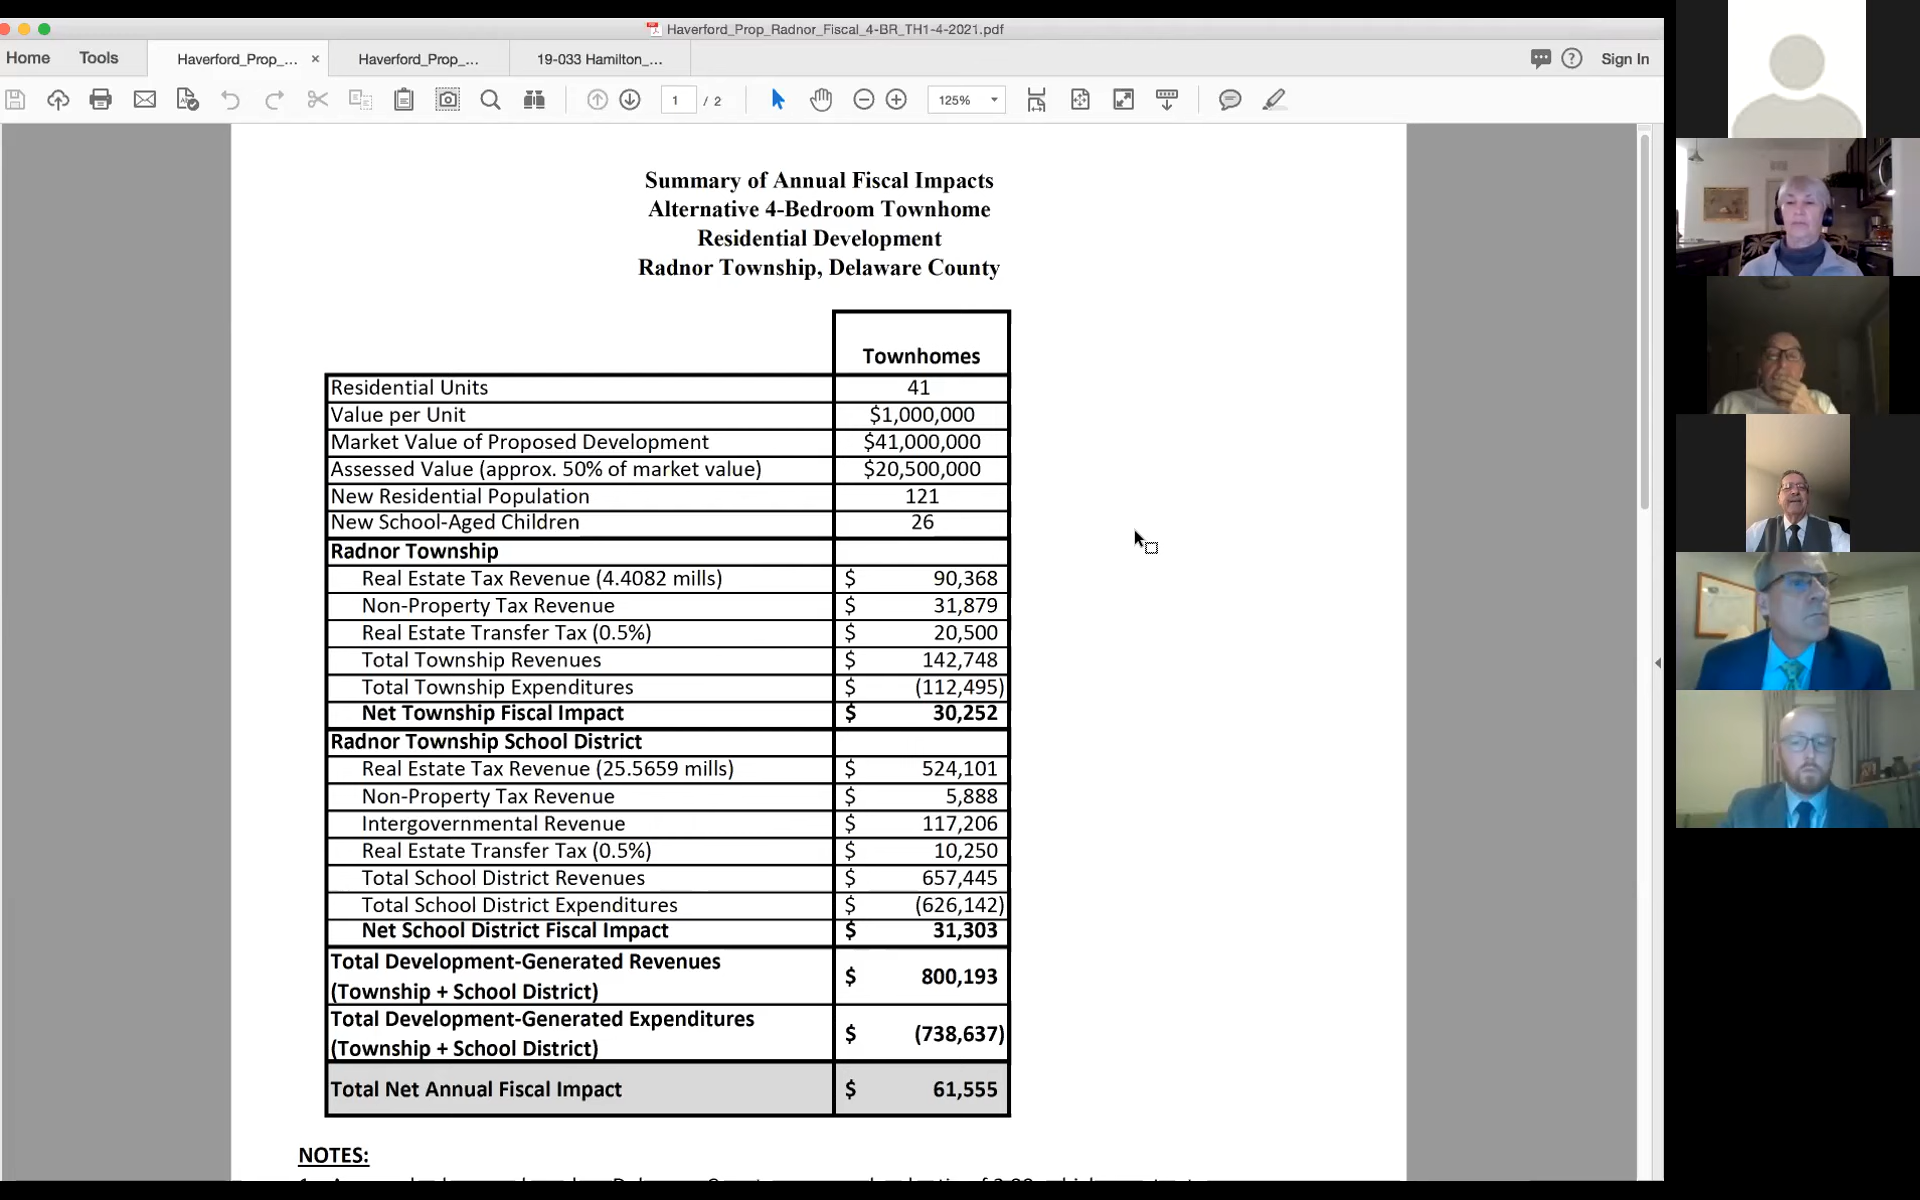 Haverford_Prop_Radnor_Fiscal_4-BR_TH1-4-2021.pdf
Home Tools Haverford_Prop_... × Haverford_Prop_... 19-033 Hamilton_... Sign In
1 / 2 125%
Summary of Annual Fiscal Impacts
Alternative 4-Bedroom Townhome
Residential Development
Radnor Township, Delaware County
Townhomes
Residential Units 41
Value per Unit $1,000,000
Market Value of Proposed Development $41,000,000
Assessed Value (approx. 50% of market value) $20,500,000
New Residential Population 121
New School-Aged Children 26
Radnor Township
Real Estate Tax Revenue (4.4082 mills) $ 90,368
Non-Property Tax Revenue $ 31,879
Real Estate Transfer Tax (0.5%) $ 20,500
Total Township Revenues $ 142,748
Total Township Expenditures $ (112,495)
Net Township Fiscal Impact $ 30,252
Radnor Township School District
Real Estate Tax Revenue (25.5659 mills) $ 524,101
Non-Property Tax Revenue $ 5,888
Intergovernmental Revenue $ 117,206
Real Estate Transfer Tax (0.5%) $ 10,250
Total School District Revenues $ 657,445
Total School District Expenditures $ (626,142)
Net School District Fiscal Impact $ 31,303
Total Development-Generated Revenues
(Township + School District) $ 800,193
Total Development-Generated Expenditures
(Township + School District) $ (738,637)
Total Net Annual Fiscal Impact $ 61,555
NOTES: